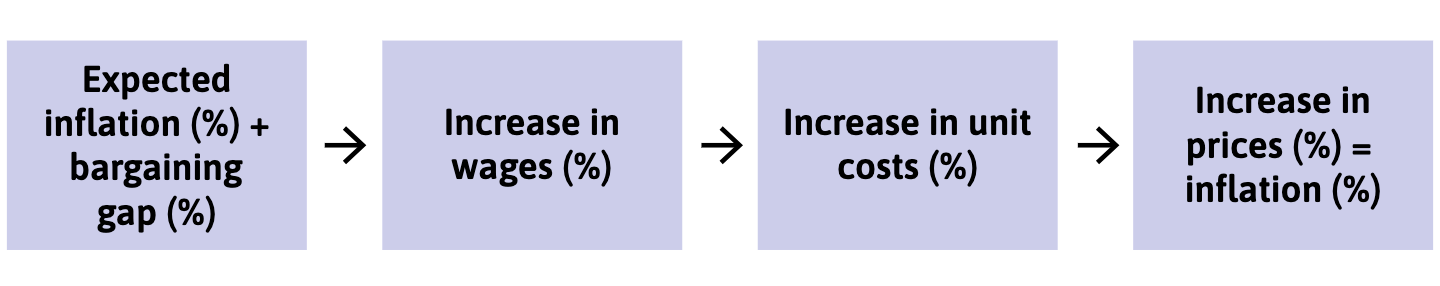 Expected
inflation (%) +
bargaining
gap (%)
Increase in
wages (%)
Increase in unit
costs (%)
Increase in
prices (%) =
inflation (%)